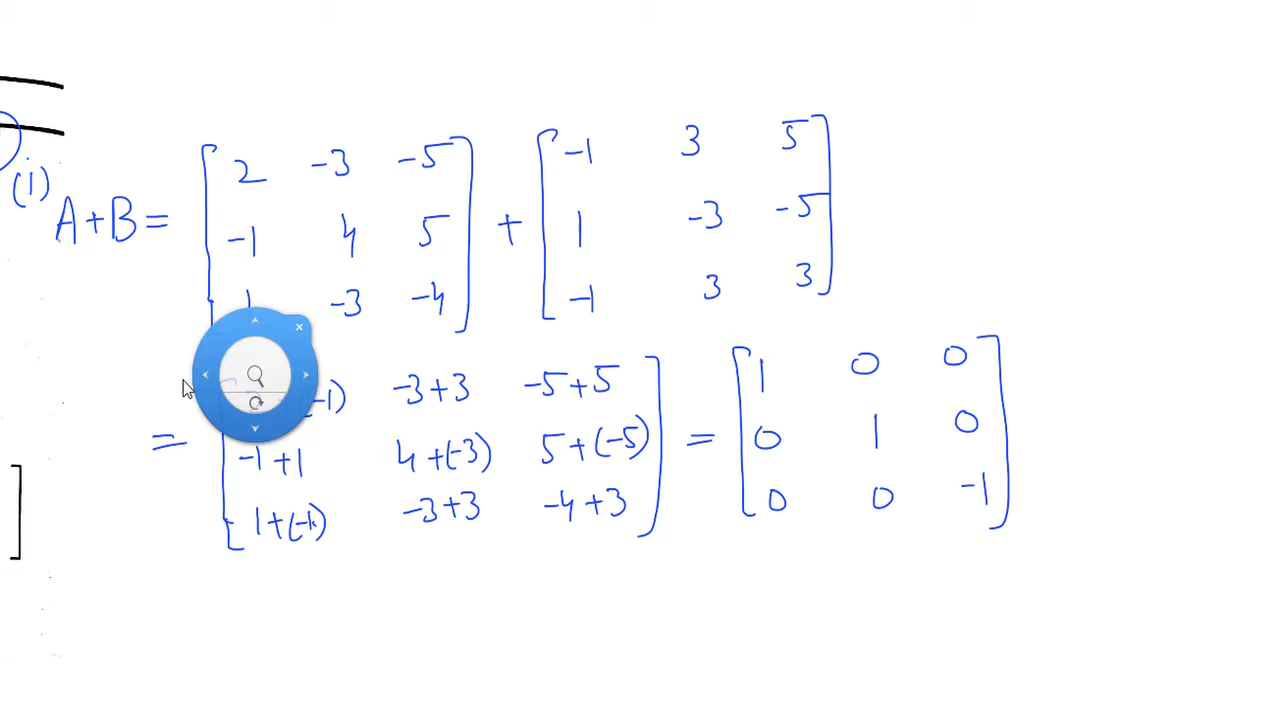 (i)
A+B = [ 2 -3 -5 ] + [ -1 3 5 ]
[ -1 4 5 ] [ 1 -3 -5 ]
[ 1 -3 -4 ] [ -1 3 3 ]
= [ -1) -3+3 -5+5 ] = [ 1 0 0 ]
[ -1+1 4+(-3) 5+(-5) ] [ 0 1 0 ]
[ 1+(-1) -3+3 -4+3 ] [ 0 0 -1 ]
]